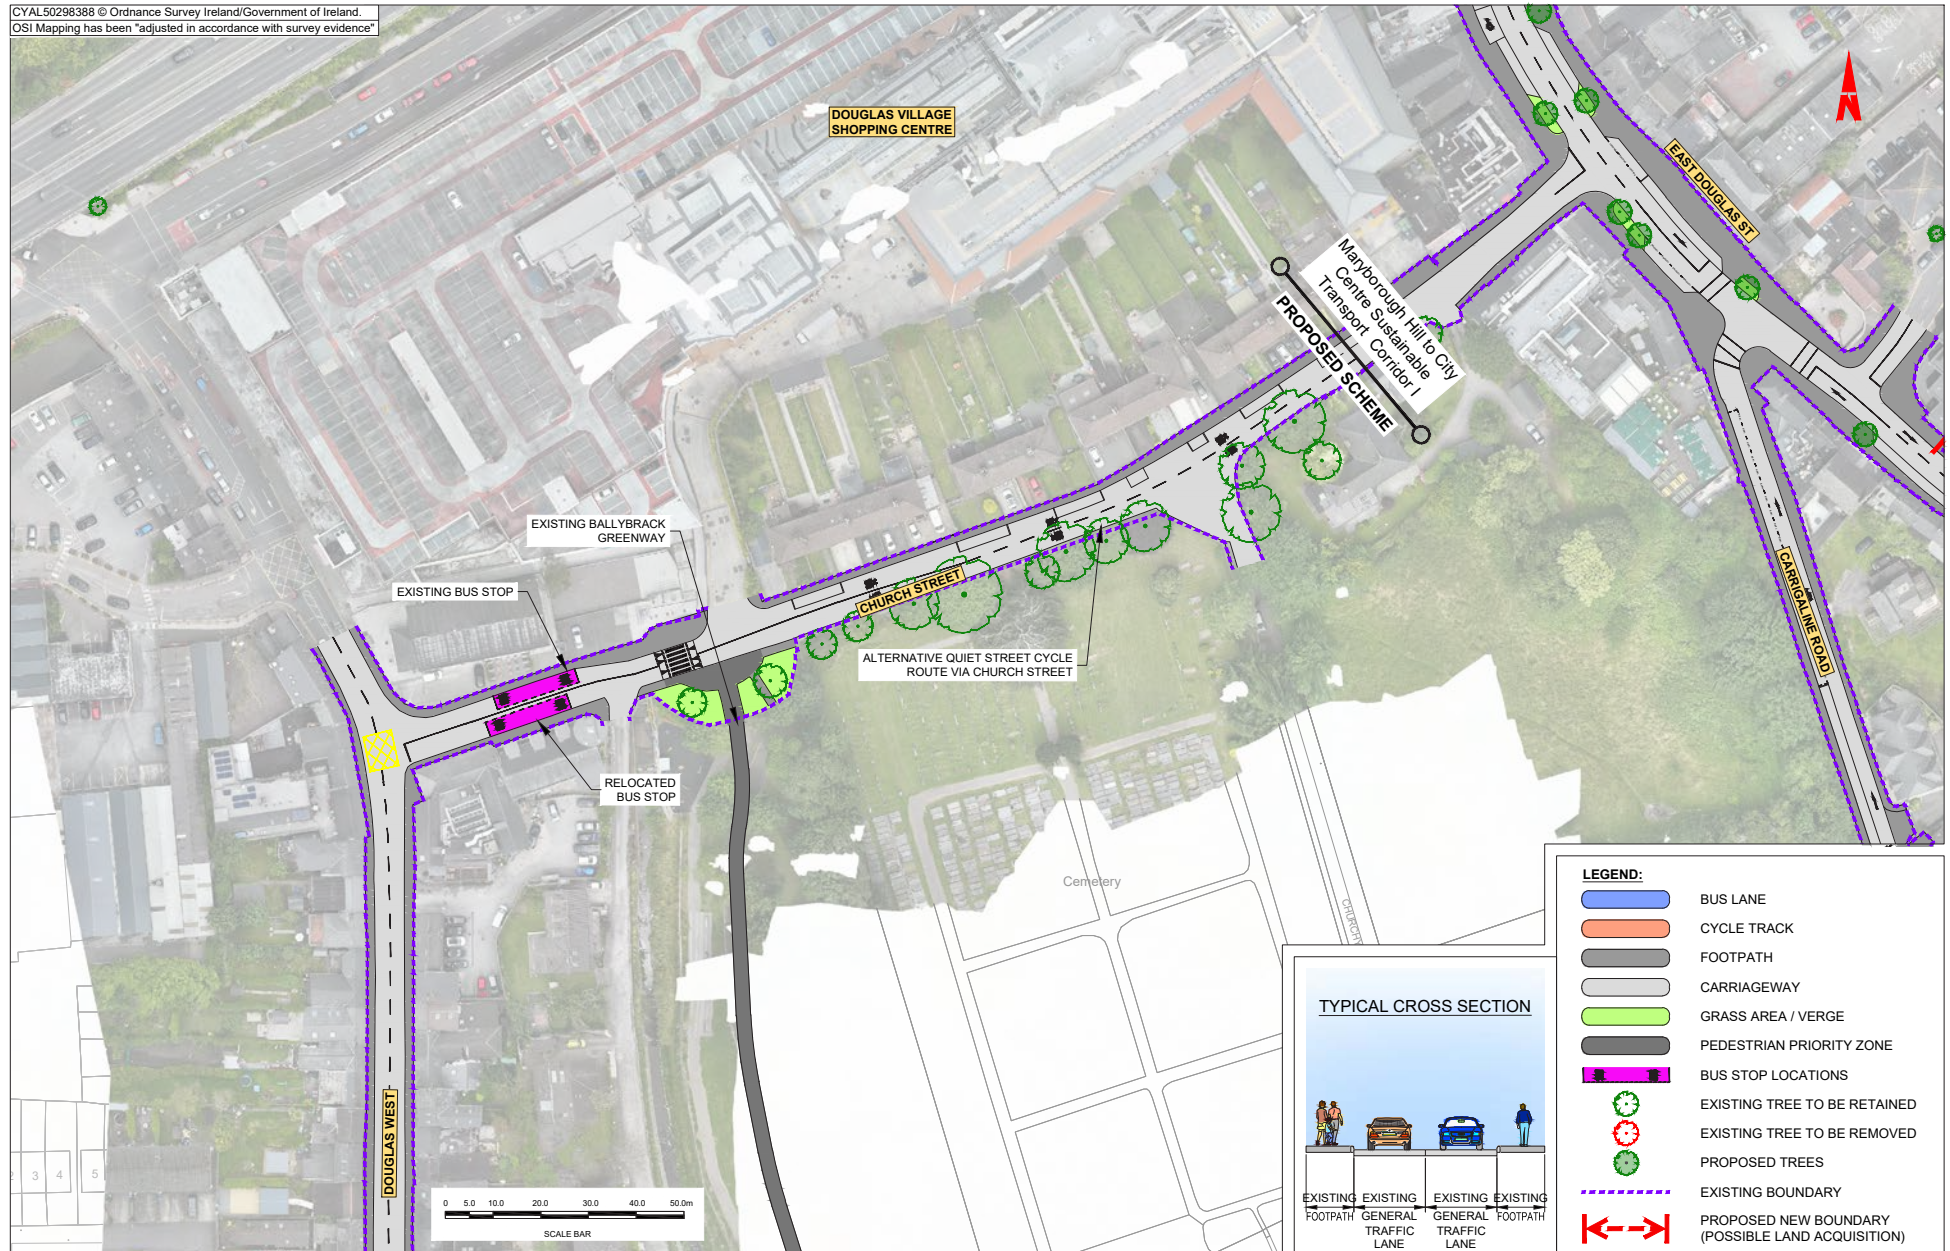 CYAL50298388 © Ordnance Survey Ireland/Government of Ireland.
OSI Mapping has been "adjusted in accordance with survey evidence"
DOUGLAS VILLAGE
SHOPPING CENTRE
N
EAST DOUGLAS ST
Maryborough Hill to City
Centre Sustainable
Transport Corridor I
PROPOSED SCHEME
EXISTING BALLYBRACK
GREENWAY
EXISTING BUS STOP
CHURCH STREET
ALTERNATIVE QUIET STREET CYCLE
ROUTE VIA CHURCH STREET
CARRIGALINE ROAD
RELOCATED
BUS STOP
Cemetery
DOUGLAS WEST
2
3
4
5
0 5.0 10.0 20.0 30.0 40.0 50.0m
SCALE BAR
TYPICAL CROSS SECTION
EXISTING
FOOTPATH
EXISTING
GENERAL
TRAFFIC
LANE
EXISTING
GENERAL
TRAFFIC
LANE
EXISTING
FOOTPATH
LEGEND:
BUS LANE
CYCLE TRACK
FOOTPATH
CARRIAGEWAY
GRASS AREA / VERGE
PEDESTRIAN PRIORITY ZONE
BUS STOP LOCATIONS
EXISTING TREE TO BE RETAINED
EXISTING TREE TO BE REMOVED
PROPOSED TREES
EXISTING BOUNDARY
PROPOSED NEW BOUNDARY
(POSSIBLE LAND ACQUISITION)